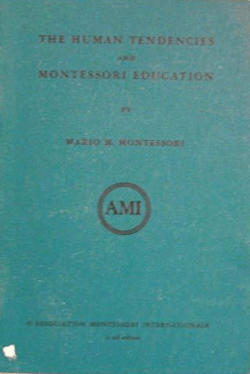 THE HUMAN TENDENCIES
AND
MONTESSORI EDUCATION
BY
MARIO M. MONTESSORI
AMI
© ASSOCIATION MONTESSORI INTERNATIONALE